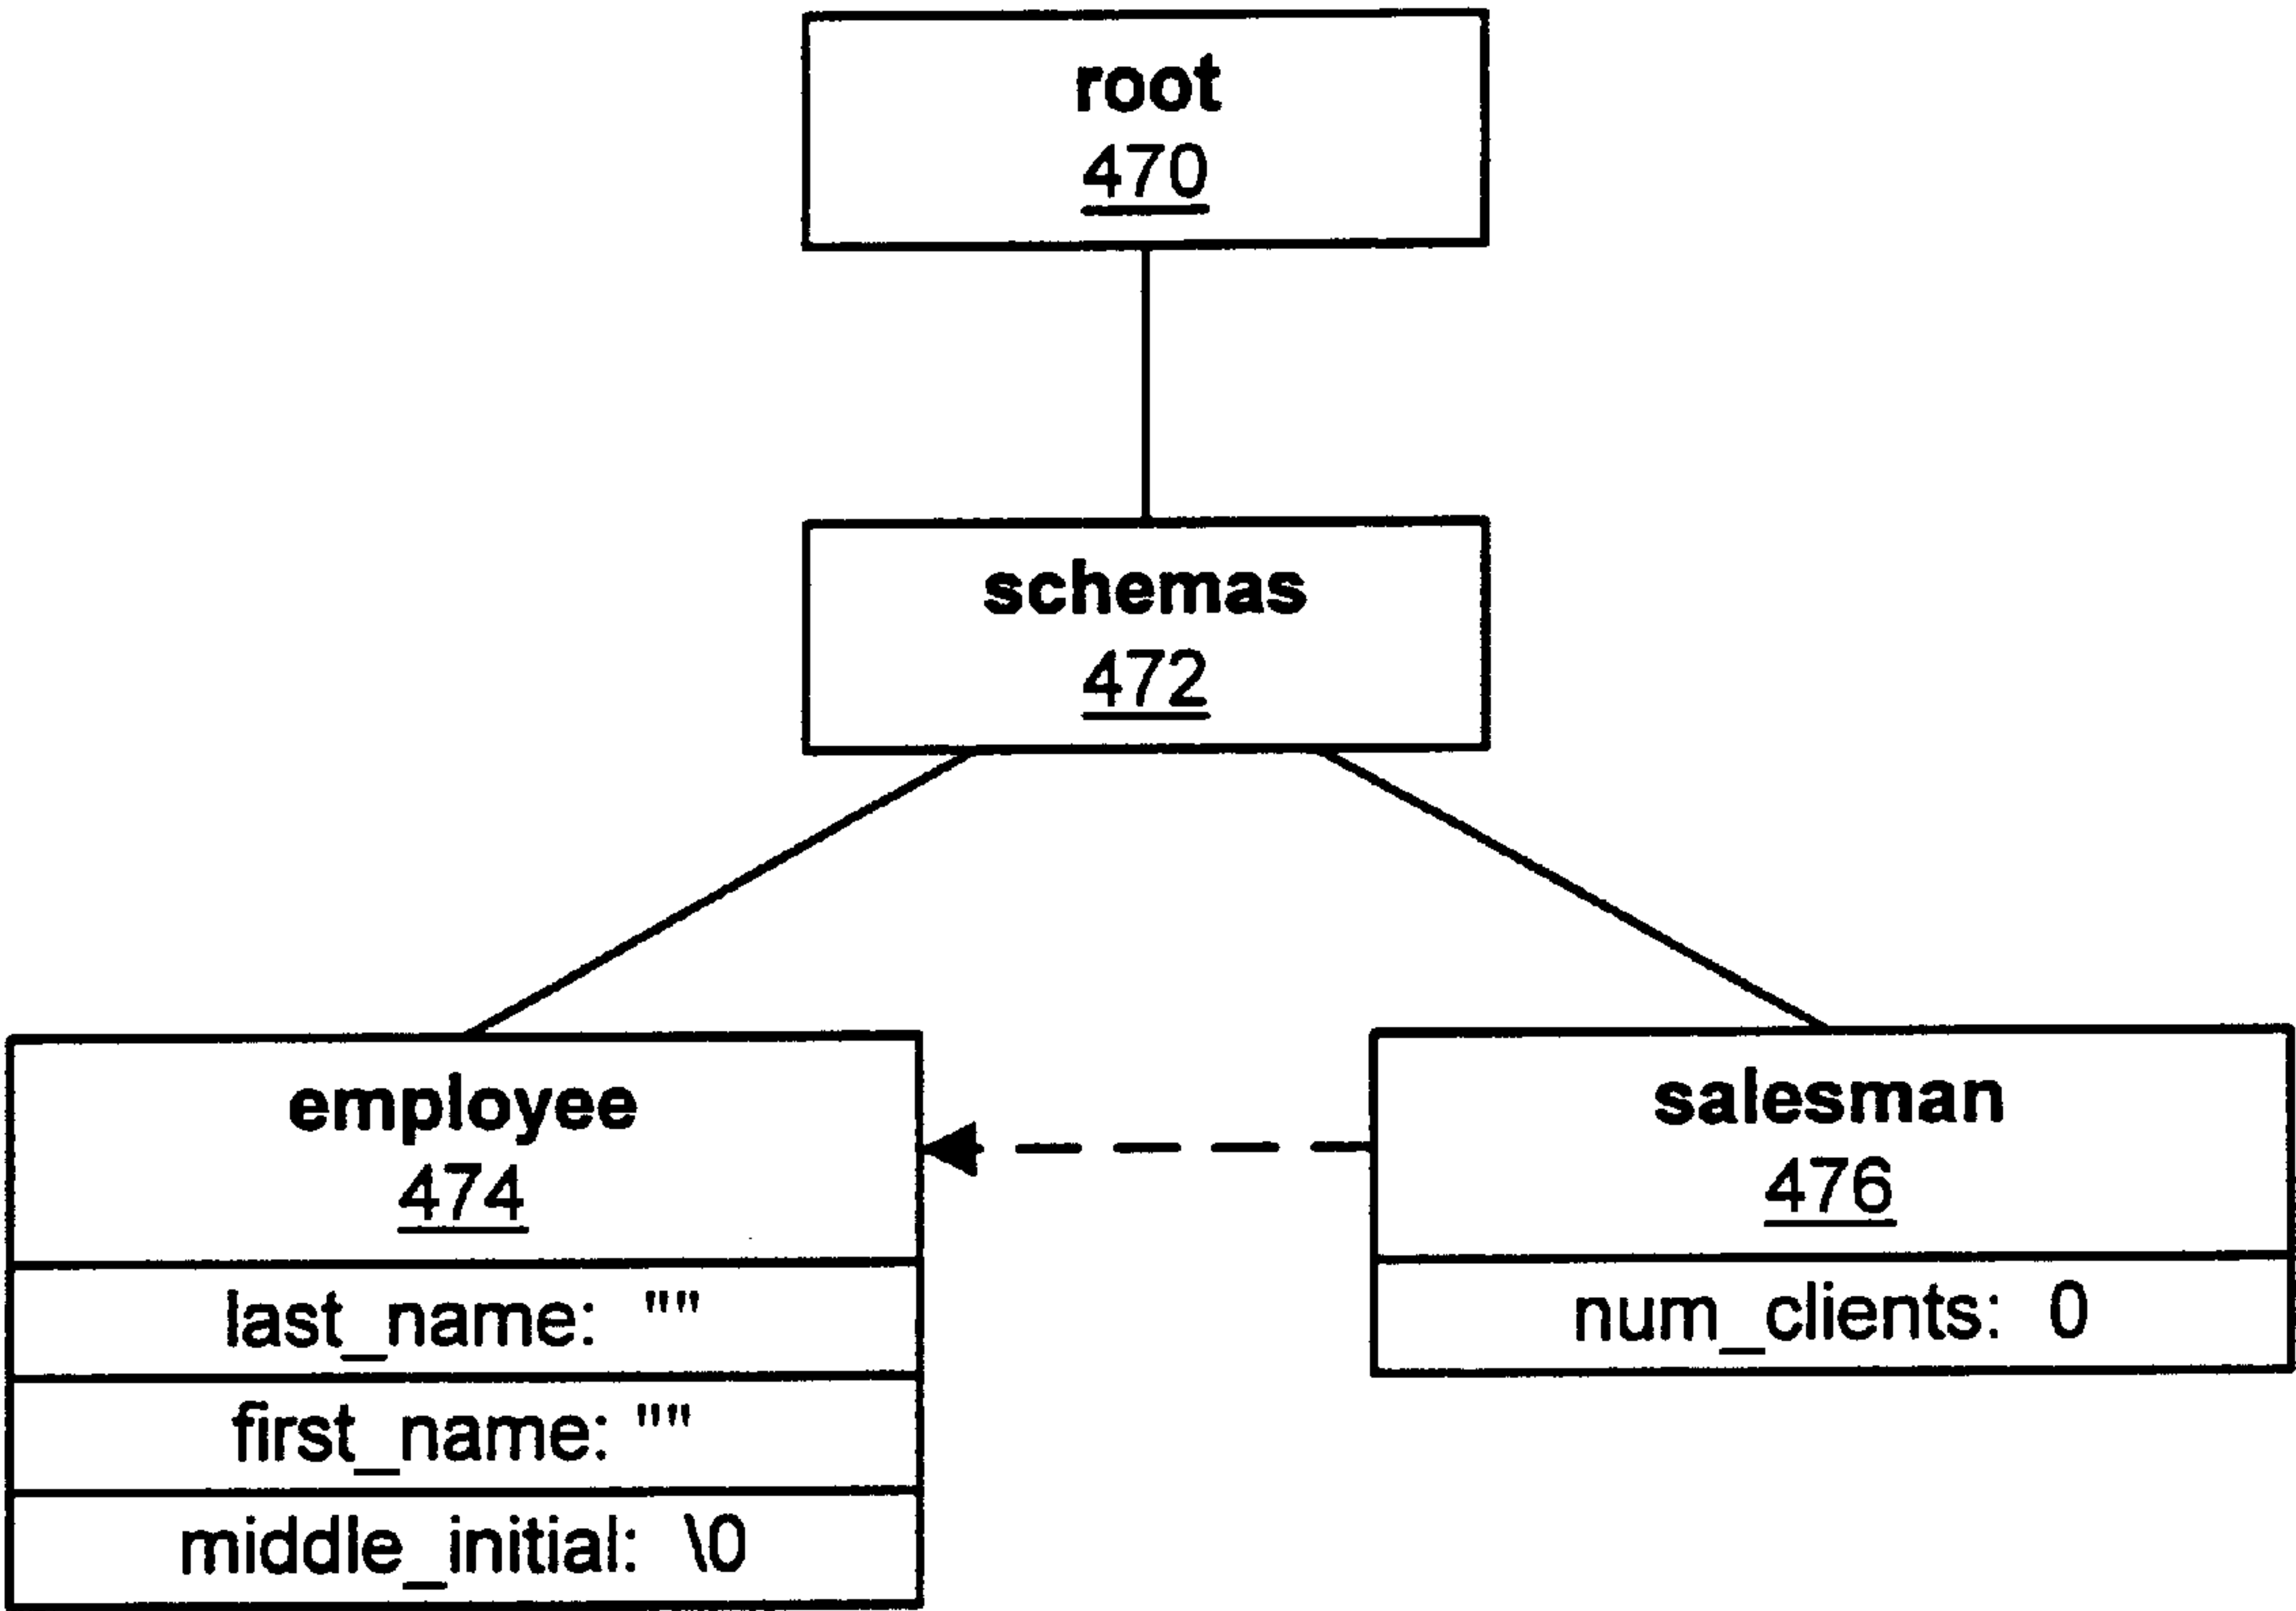 root
470
schemas
472
employee
474
last_name: ""
first_name: ""
middle_initial: \0
salesman
476
num_clients: 0